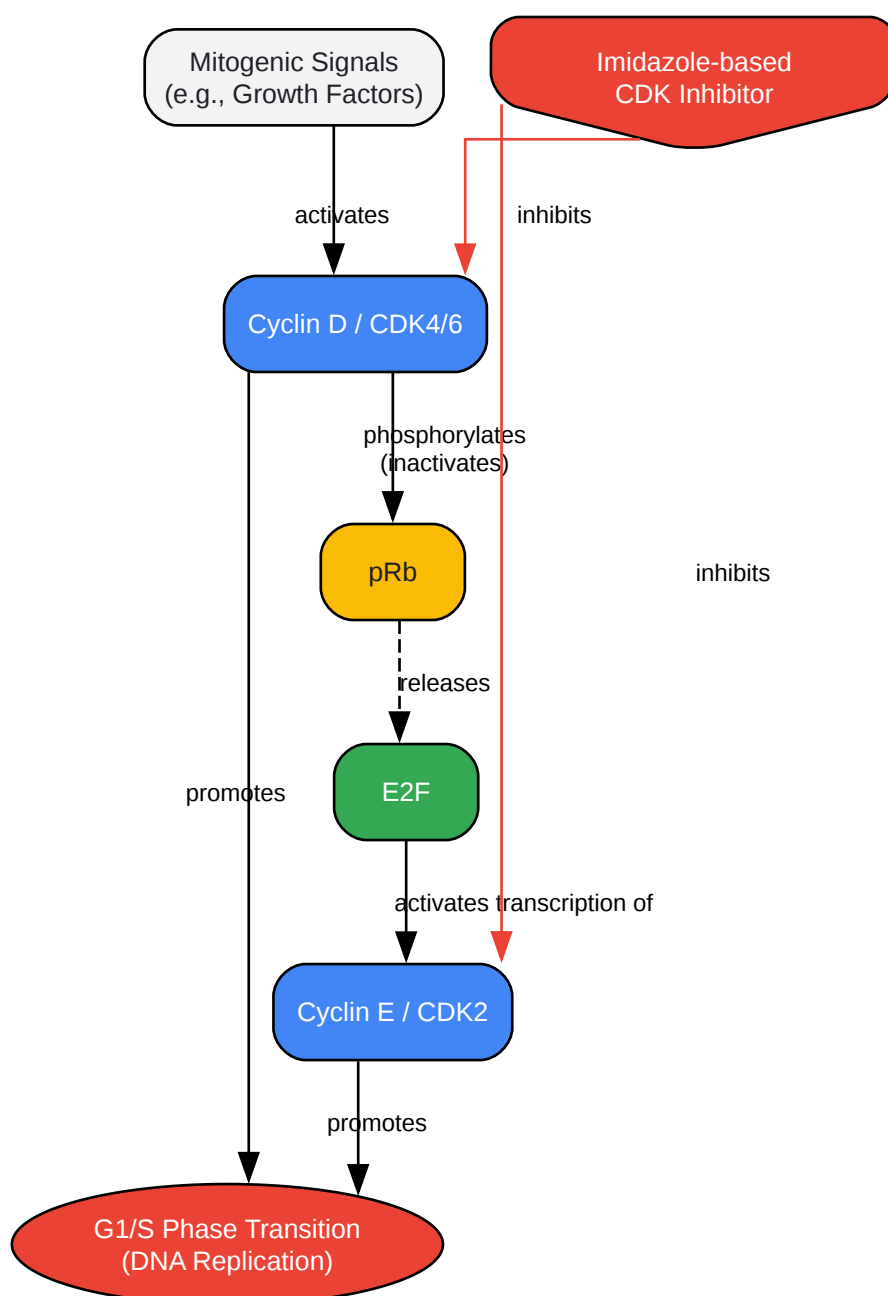 Mitogenic Signals
(e.g., Growth Factors)
Imidazole-based
CDK Inhibitor
activates
inhibits
Cyclin D / CDK4/6
phosphorylates
(inactivates)
pRb
inhibits
releases
promotes
E2F
activates transcription of
Cyclin E / CDK2
promotes
G1/S Phase Transition
(DNA Replication)